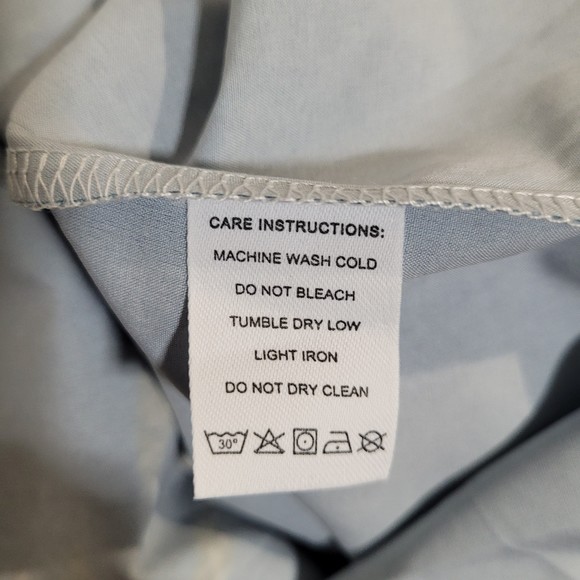 CARE INSTRUCTIONS:
MACHINE WASH COLD
DO NOT BLEACH
TUMBLE DRY LOW
LIGHT IRON
DO NOT DRY CLEAN
30°